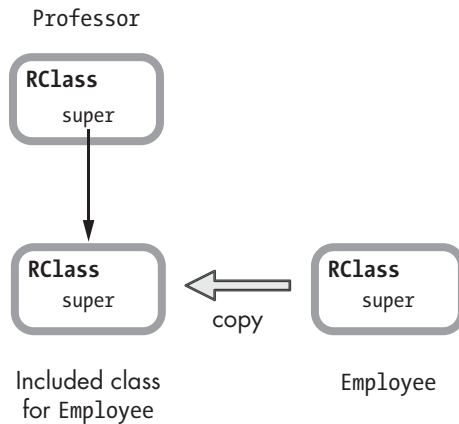 Professor
RClass
super
RClass
super
copy
RClass
super
Included class
for Employee
Employee